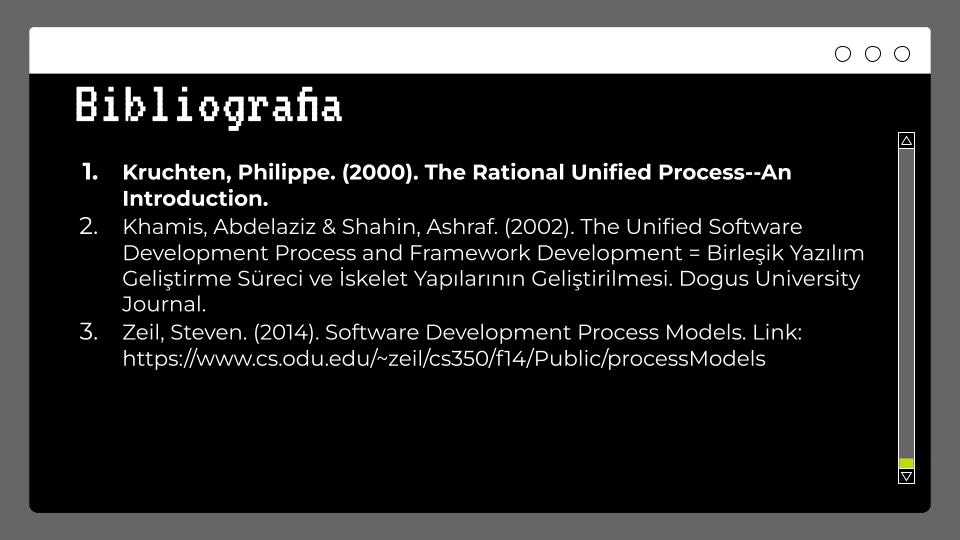 Bibliografia
1. Kruchten, Philippe. (2000). The Rational Unified Process--An
Introduction.
2. Khamis, Abdelaziz & Shahin, Ashraf. (2002). The Unified Software
Development Process and Framework Development = Birleşik Yazılım
Geliştirme Süreci ve İskelet Yapılarının Geliştirilmesi. Dogus University
Journal.
3. Zeil, Steven. (2014). Software Development Process Models. Link:
https://www.cs.odu.edu/~zeil/cs350/f14/Public/processModels